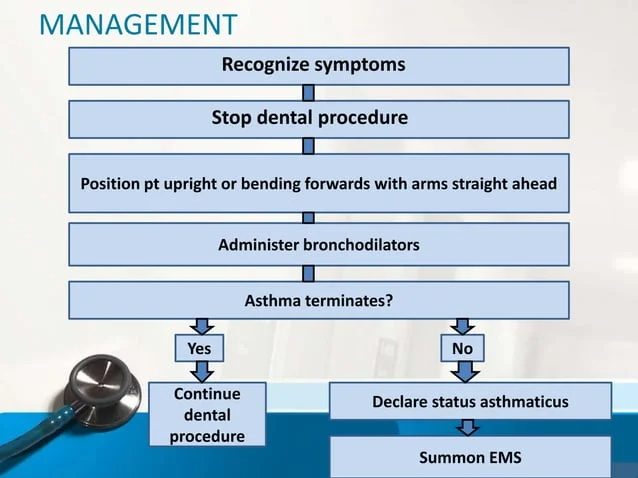 MANAGEMENT
Recognize symptoms
Stop dental procedure
Position pt upright or bending forwards with arms straight ahead
Administer bronchodilators
Asthma terminates?
Yes
No
Continue
dental
procedure
Declare status asthmaticus
Summon EMS